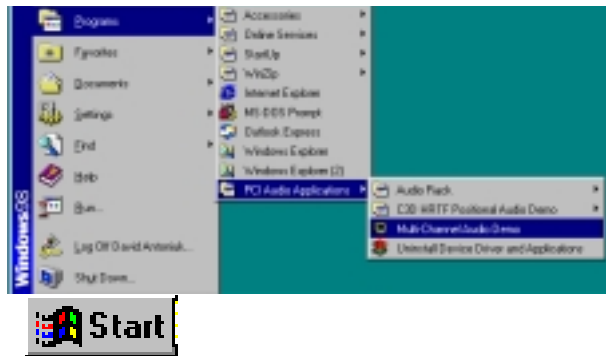 Programs
Favorites
Documents
Settings
Find
Help
Run...
Log Off David Antoniuk...
Shut Down...
Windows98
Accessories
Online Services
StartUp
WinZip
Internet Explorer
MS-DOS Prompt
Outlook Express
Windows Explorer
Windows Explorer (2)
PCI Audio Applications
Audio Rack
C3D HRTF Positional Audio Demo
Multi-Channel Audio Demo
Uninstall Device Driver and Applications
Start